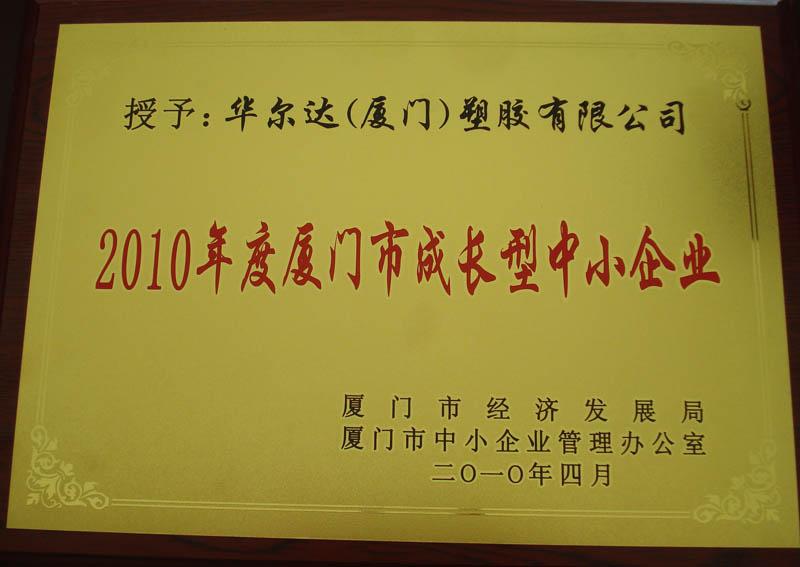 授予：华尔达（厦门）塑胶有限公司
2010年度厦门市成长型中小企业
厦门市经济发展局
厦门市中小企业管理办公室
二〇一〇年四月